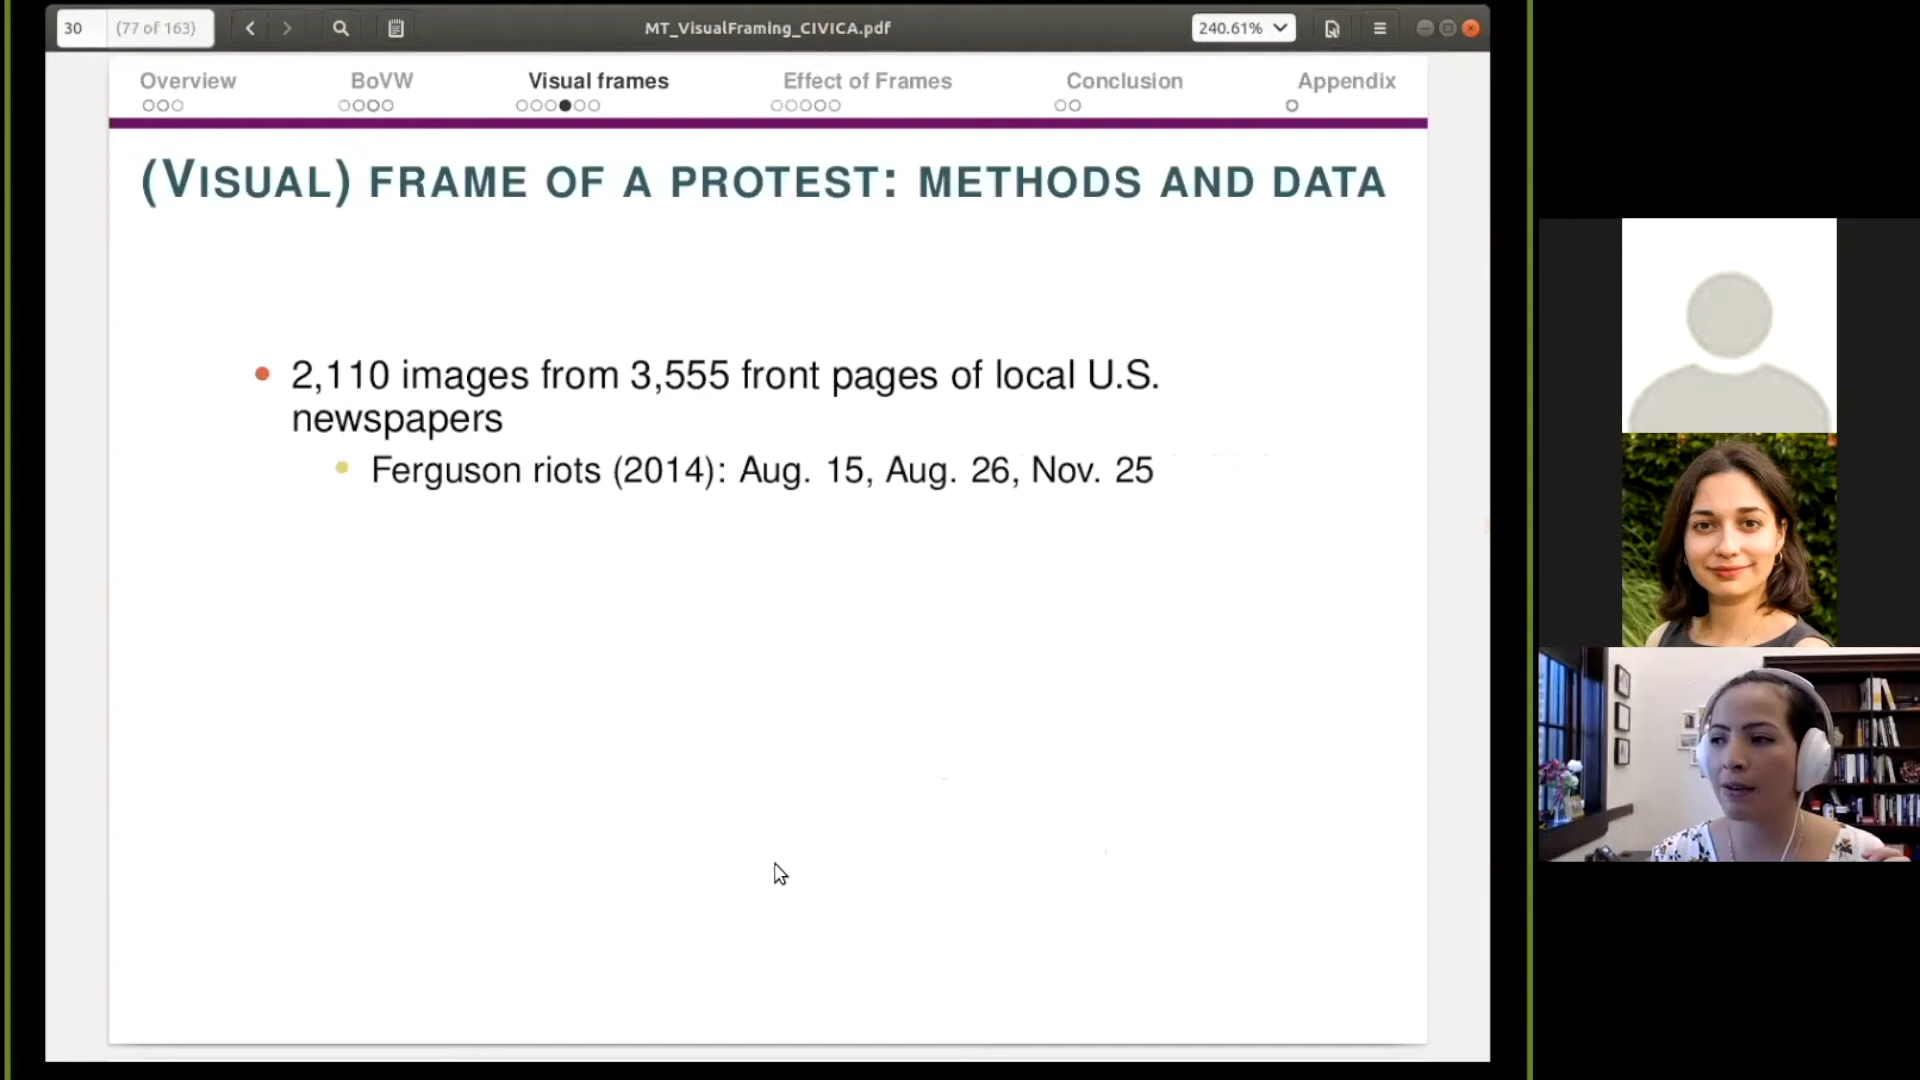 30 (77 of 163) MT_VisualFraming_CIVICA.pdf 240.61%
Overview BoVW Visual frames Effect of Frames Conclusion Appendix
(VISUAL) FRAME OF A PROTEST: METHODS AND DATA
2,110 images from 3,555 front pages of local U.S.
newspapers
Ferguson riots (2014): Aug. 15, Aug. 26, Nov. 25